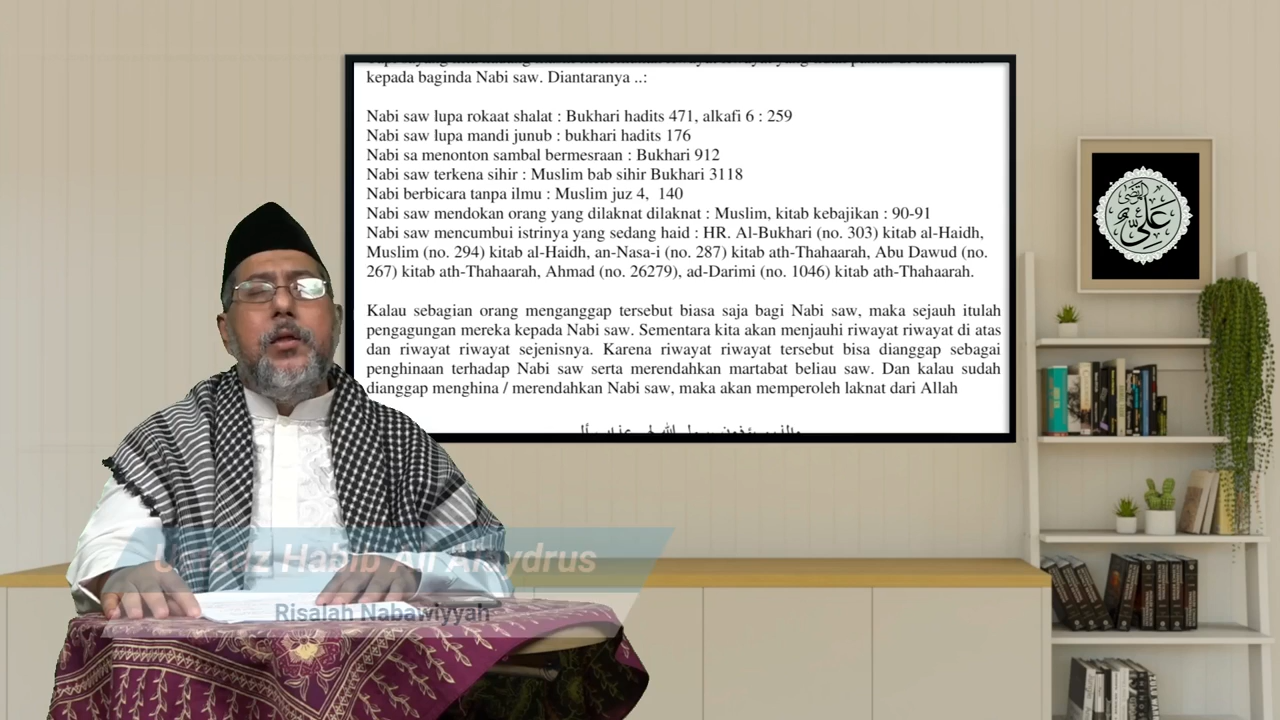 kepada baginda Nabi saw. Diantaranya ..:
Nabi saw lupa rokaat shalat : Bukhari hadits 471, alkafi 6 : 259
Nabi saw lupa mandi junub : bukhari hadits 176
Nabi sa menonton sambal bermesraan : Bukhari 912
Nabi saw terkena sihir : Muslim bab sihir Bukhari 3118
Nabi berbicara tanpa ilmu : Muslim juz 4, 140
Nabi saw mendokan orang yang dilaknat dilaknat : Muslim, kitab kebajikan : 90-91
Nabi saw mencumbui istrinya yang sedang haid : HR. Al-Bukhari (no. 303) kitab al-Haidh,
Muslim (no. 294) kitab al-Haidh, an-Nasa-i (no. 287) kitab ath-Thahaarah, Abu Dawud (no.
267) kitab ath-Thahaarah, Ahmad (no. 26279), ad-Darimi (no. 1046) kitab ath-Thahaarah.
Kalau sebagian orang menganggap tersebut biasa saja bagi Nabi saw, maka sejauh itulah
pengagungan mereka kepada Nabi saw. Sementara kita akan menjauhi riwayat riwayat di atas
dan riwayat riwayat sejenisnya. Karena riwayat riwayat tersebut bisa dianggap sebagai
penghinaan terhadap Nabi saw serta merendahkan martabat beliau saw. Dan kalau sudah
dianggap menghina / merendahkan Nabi saw, maka akan memperoleh laknat dari Allah
علي
Ustadz Habib Ali Alaydrus
Risalah Nabawiyyah